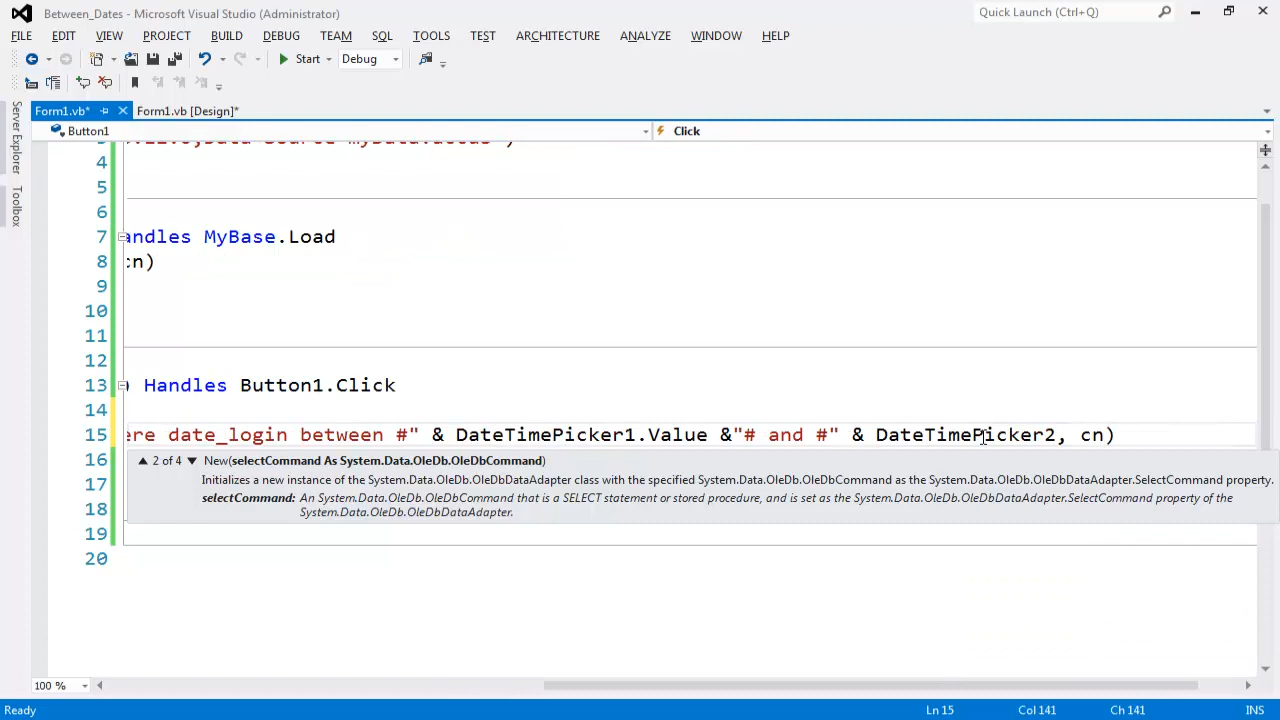 Between_Dates - Microsoft Visual Studio (Administrator)
Quick Launch (Ctrl+Q)
FILE EDIT VIEW PROJECT BUILD DEBUG TEAM SQL TOOLS TEST ARCHITECTURE ANALYZE WINDOW HELP
Start Debug
Form1.vb* Form1.vb [Design]*
Button1 Click
Server Explorer
Toolbox
4
5
6
7 andles MyBase.Load
8 cn)
9
10
11
12
13 ) Handles Button1.Click
14
15 ere date_login between #" & DateTimePicker1.Value &"# and #" & DateTimePicker2, cn)
16 2 of 4 New(selectCommand As System.Data.OleDb.OleDbCommand)
17 Initializes a new instance of the System.Data.OleDb.OleDbDataAdapter class with the specified System.Data.OleDb.OleDbCommand as the System.Data.OleDb.OleDbDataAdapter.SelectCommand property.
selectCommand: An System.Data.OleDb.OleDbCommand that is a SELECT statement or stored procedure, and is set as the System.Data.OleDb.OleDbDataAdapter.SelectCommand property of the
18 System.Data.OleDb.OleDbDataAdapter.
19
20
100 %
Ready Ln 15 Col 141 Ch 141 INS